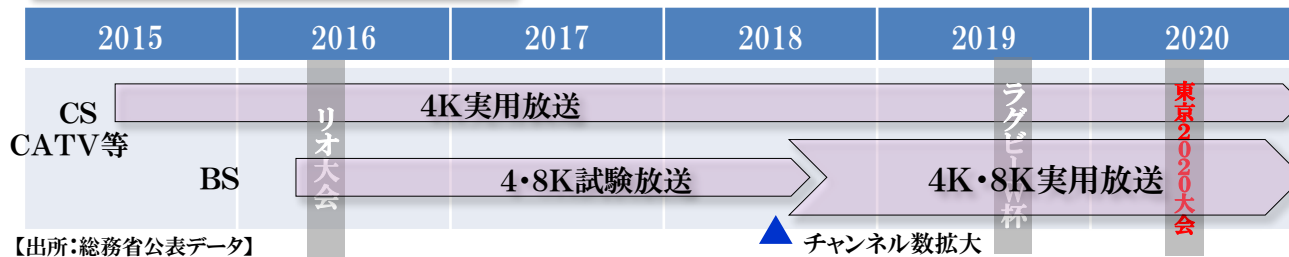 2015 2016 2017 2018 2019 2020
CS
CATV等
4K実用放送
BS
4・8K試験放送
4K・8K実用放送
リオ大会
ラグビーW杯
東京2020大会
チャンネル数拡大
【出所：総務省公表データ】